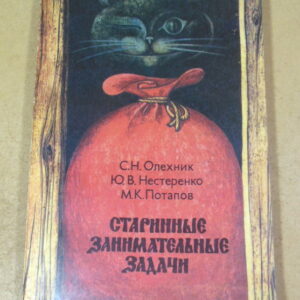 С.Н. Олехник
Ю.В. Нестеренко
М.К. Потапов
СТАРИННЫЕ
ЗАНИМАТЕЛЬНЫЕ
ЗАДАЧИ